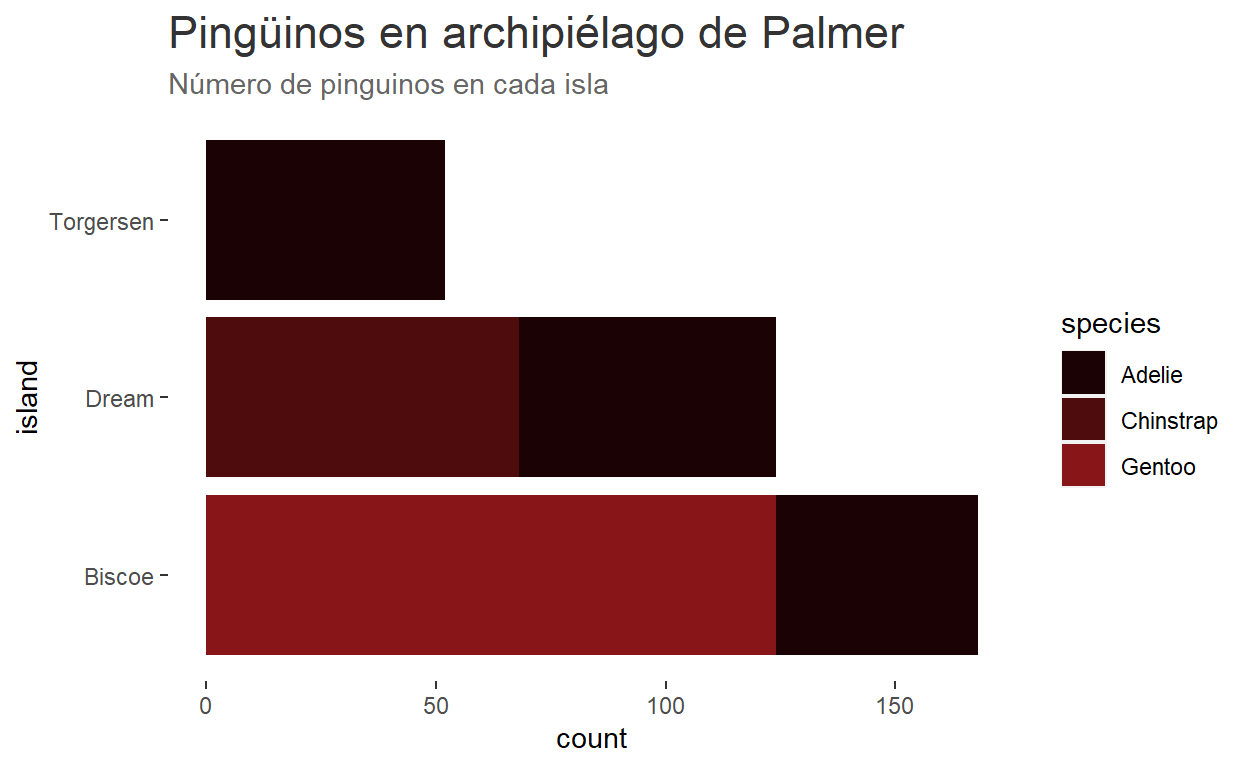 Pingüinos en archipiélago de Palmer
Número de pinguinos en cada isla
Torgersen
Dream
Biscoe
island
0 50 100 150
count
species
Adelie
Chinstrap
Gentoo